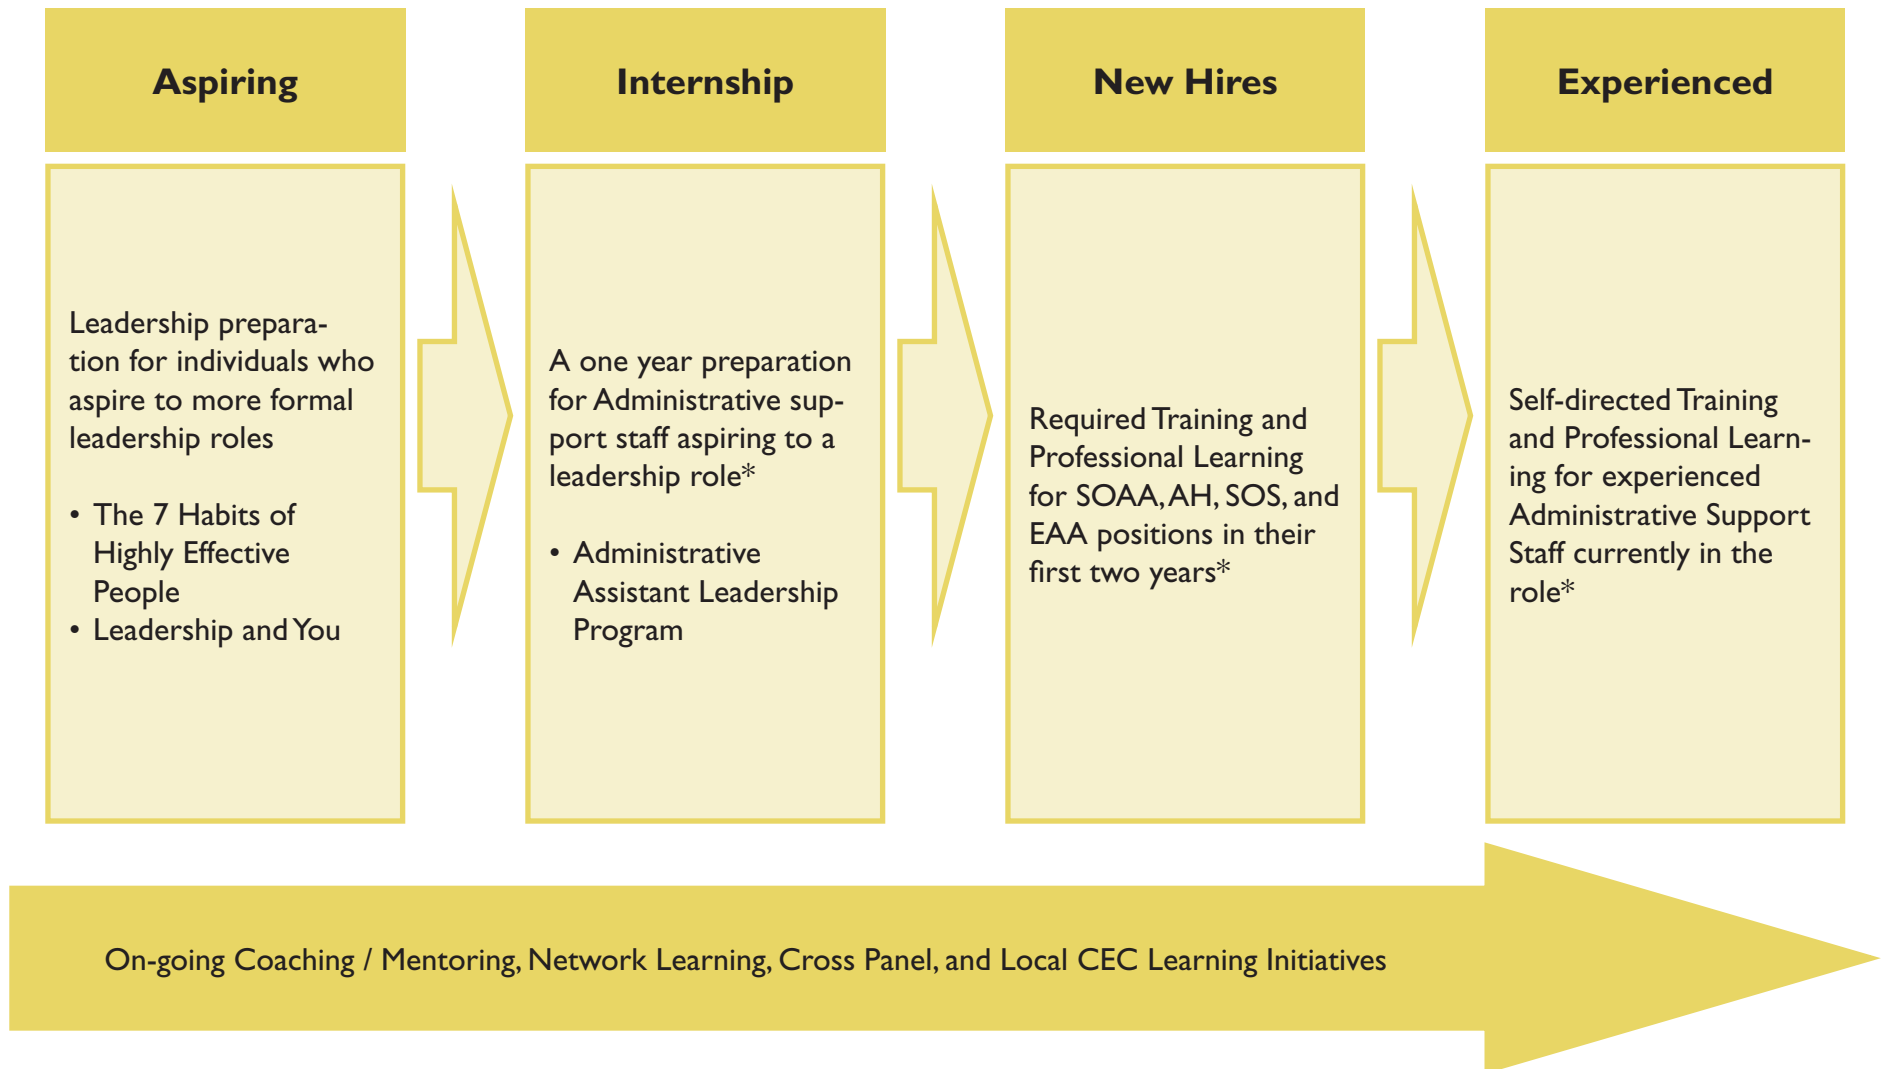 Aspiring
Leadership prepara-
tion for individuals who
aspire to more formal
leadership roles
• The 7 Habits of
Highly Effective
People
• Leadership and You
Internship
A one year preparation
for Administrative sup-
port staff aspiring to a
leadership role*
• Administrative
Assistant Leadership
Program
New Hires
Required Training and
Professional Learning
for SOAA, AH, SOS, and
EAA positions in their
first two years*
Experienced
Self-directed Training
and Professional Learn-
ing for experienced
Administrative Support
Staff currently in the
role*
On-going Coaching / Mentoring, Network Learning, Cross Panel, and Local CEC Learning Initiatives